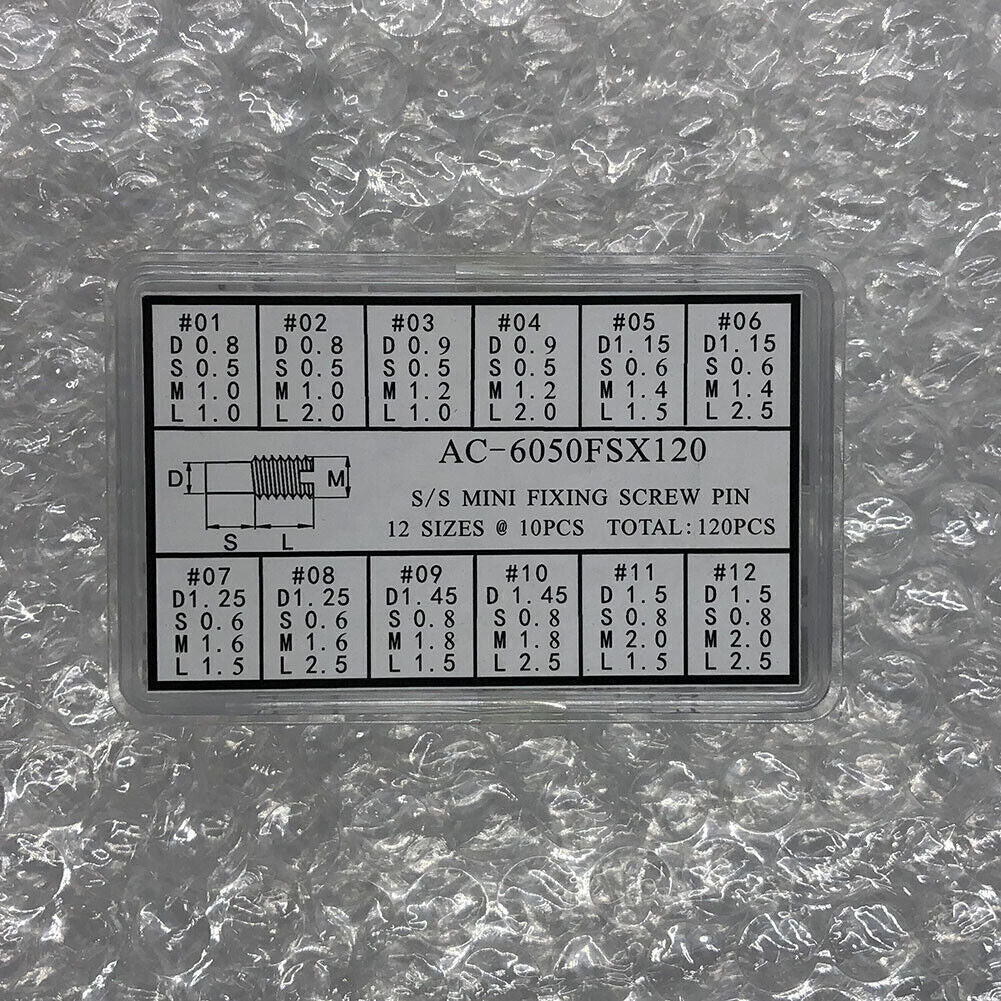 #01
D 0.8
S 0.5
M 1.0
L 1.0
#02
D 0.8
S 0.5
M 1.0
L 2.0
#03
D 0.9
S 0.5
M 1.2
L 1.0
#04
D 0.9
S 0.5
M 1.2
L 2.0
#05
D1.15
S 0.6
M 1.4
L 1.5
#06
D1.15
S 0.6
M 1.4
L 2.5
D
M
S L
AC-6050FSX120
S/S MINI FIXING SCREW PIN
12 SIZES @ 10PCS TOTAL:120PCS
#07
D1.25
S 0.6
M 1.6
L 1.5
#08
D1.25
S 0.6
M 1.6
L 2.5
#09
D1.45
S 0.8
M 1.8
L 1.5
#10
D 1.45
S 0.8
M 1.8
L 2.5
#11
D 1.5
S 0.8
M 2.0
L 1.5
#12
D 1.5
S 0.8
M 2.0
L 2.5